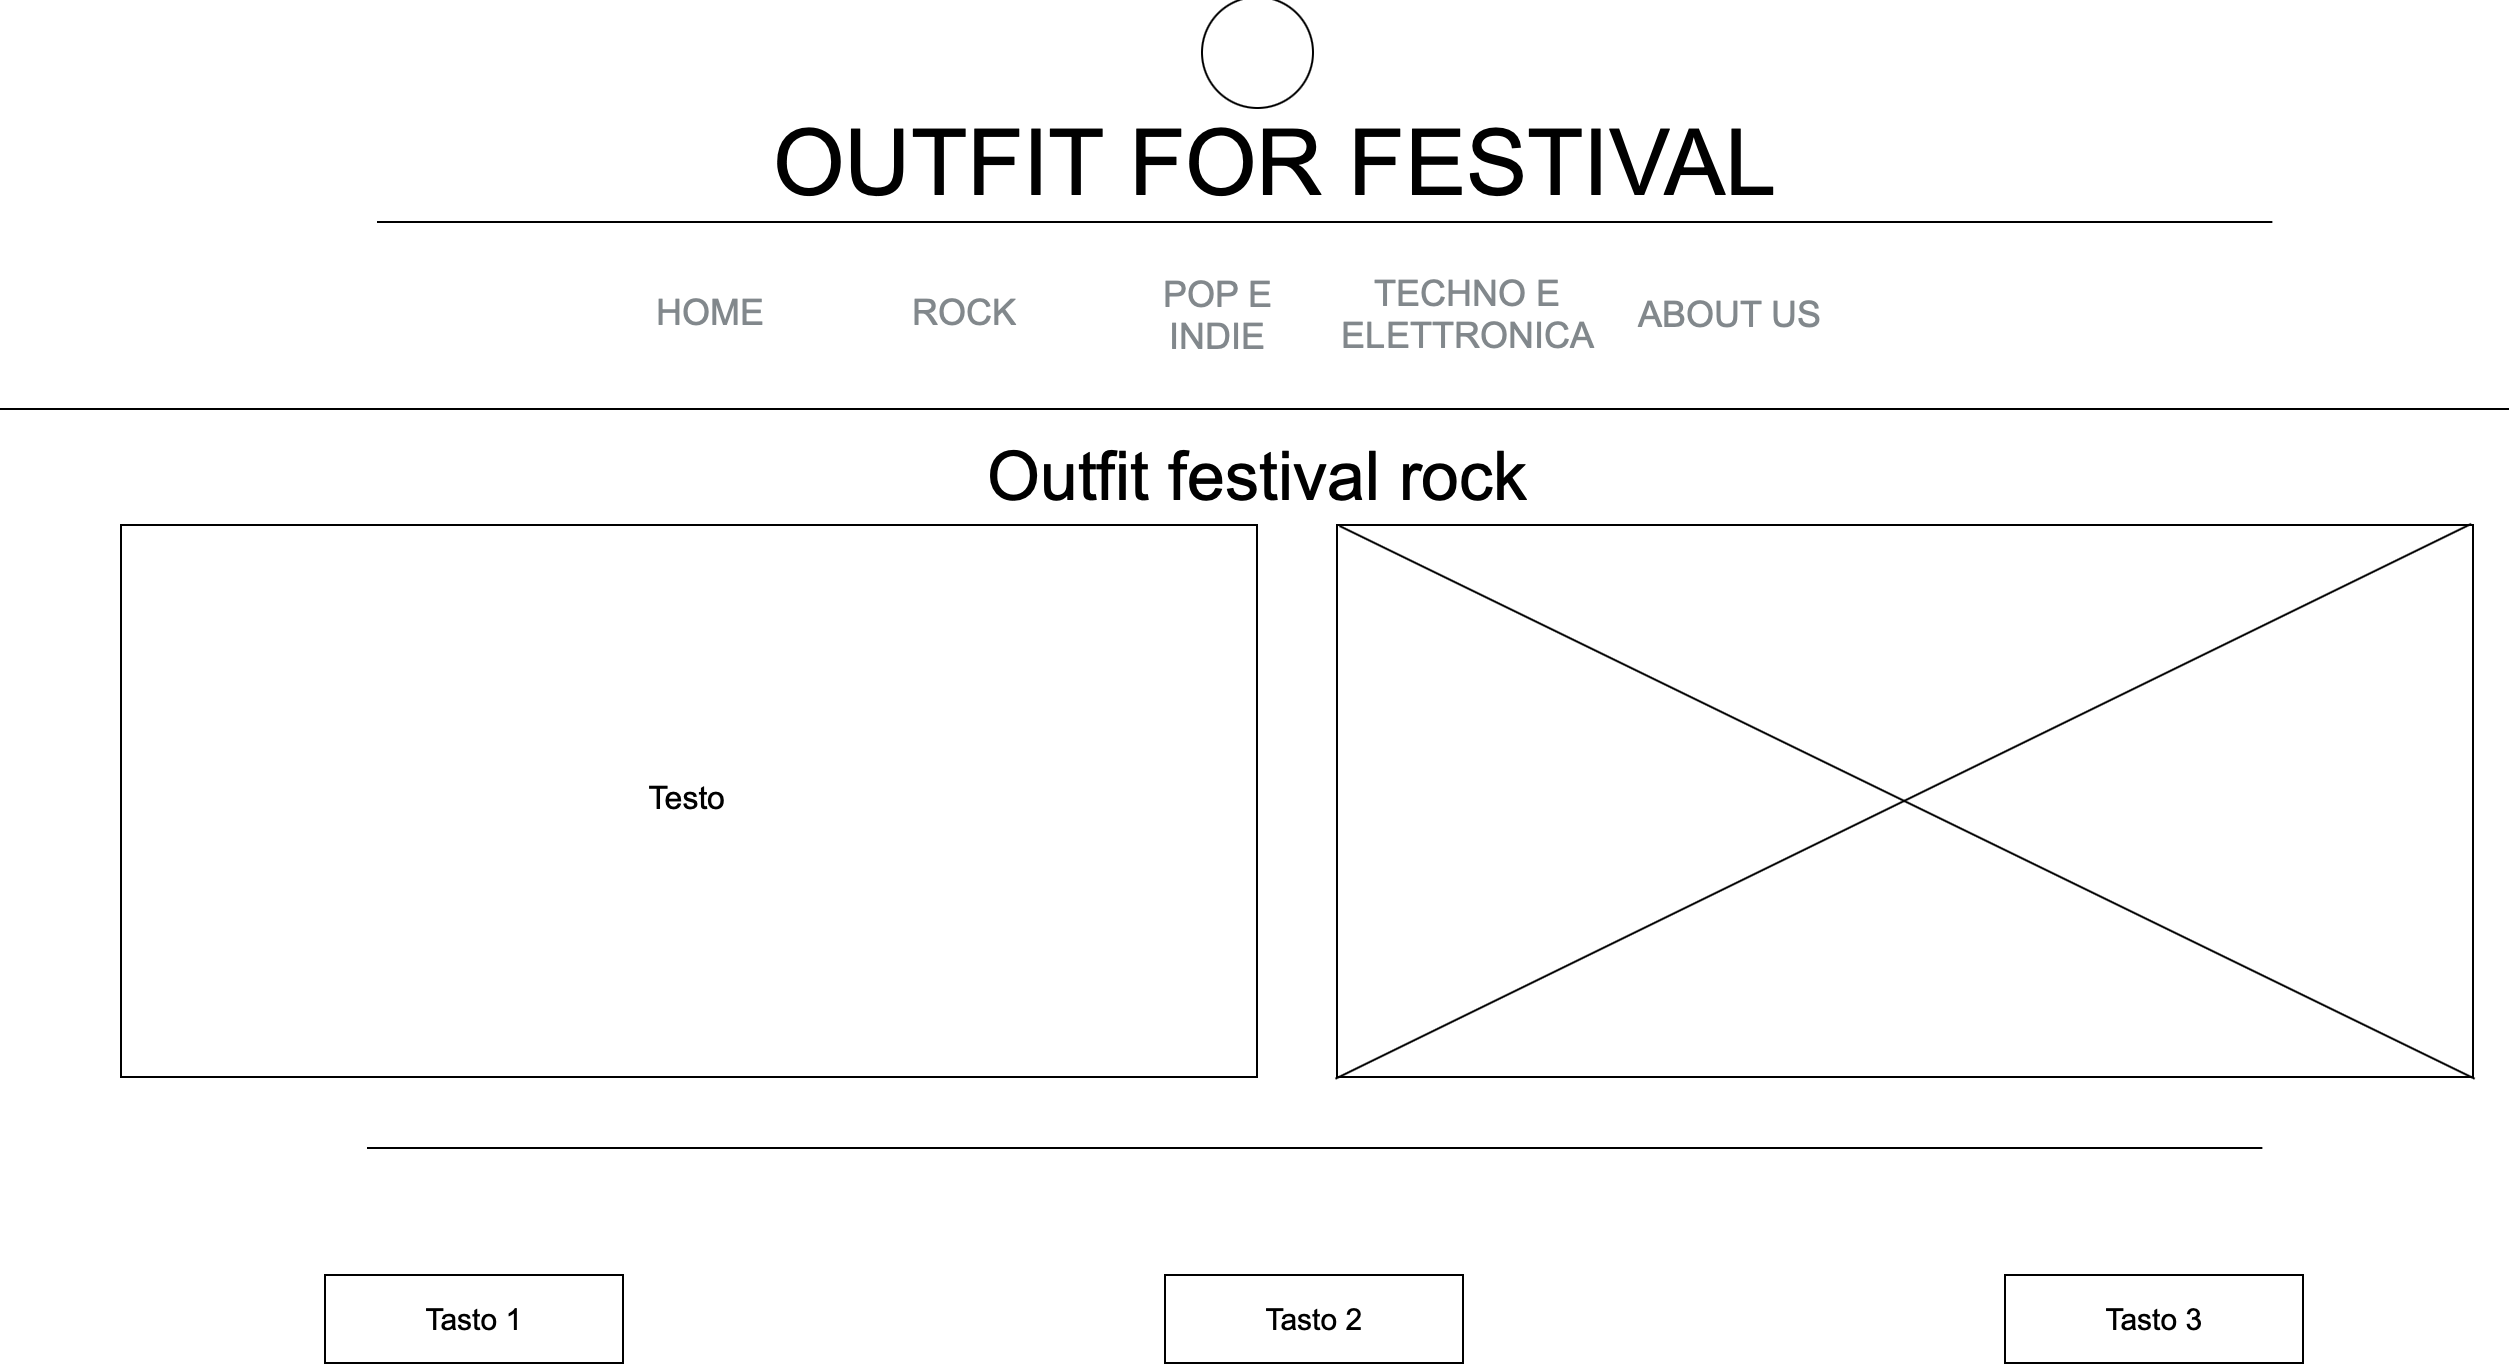 OUTFIT FOR FESTIVAL
HOME
ROCK
POP E
INDIE
TECHNO E
ELETTRONICA
ABOUT US
Outfit festival rock
Testo
Tasto 1
Tasto 2
Tasto 3